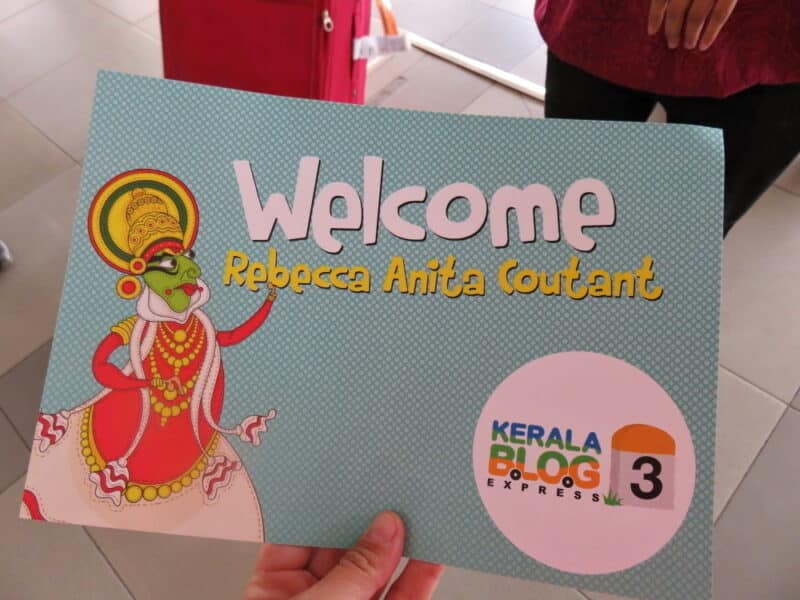 Welcome
Rebecca Anita Coutant
KERALA
BLOG
EXPRESS
3